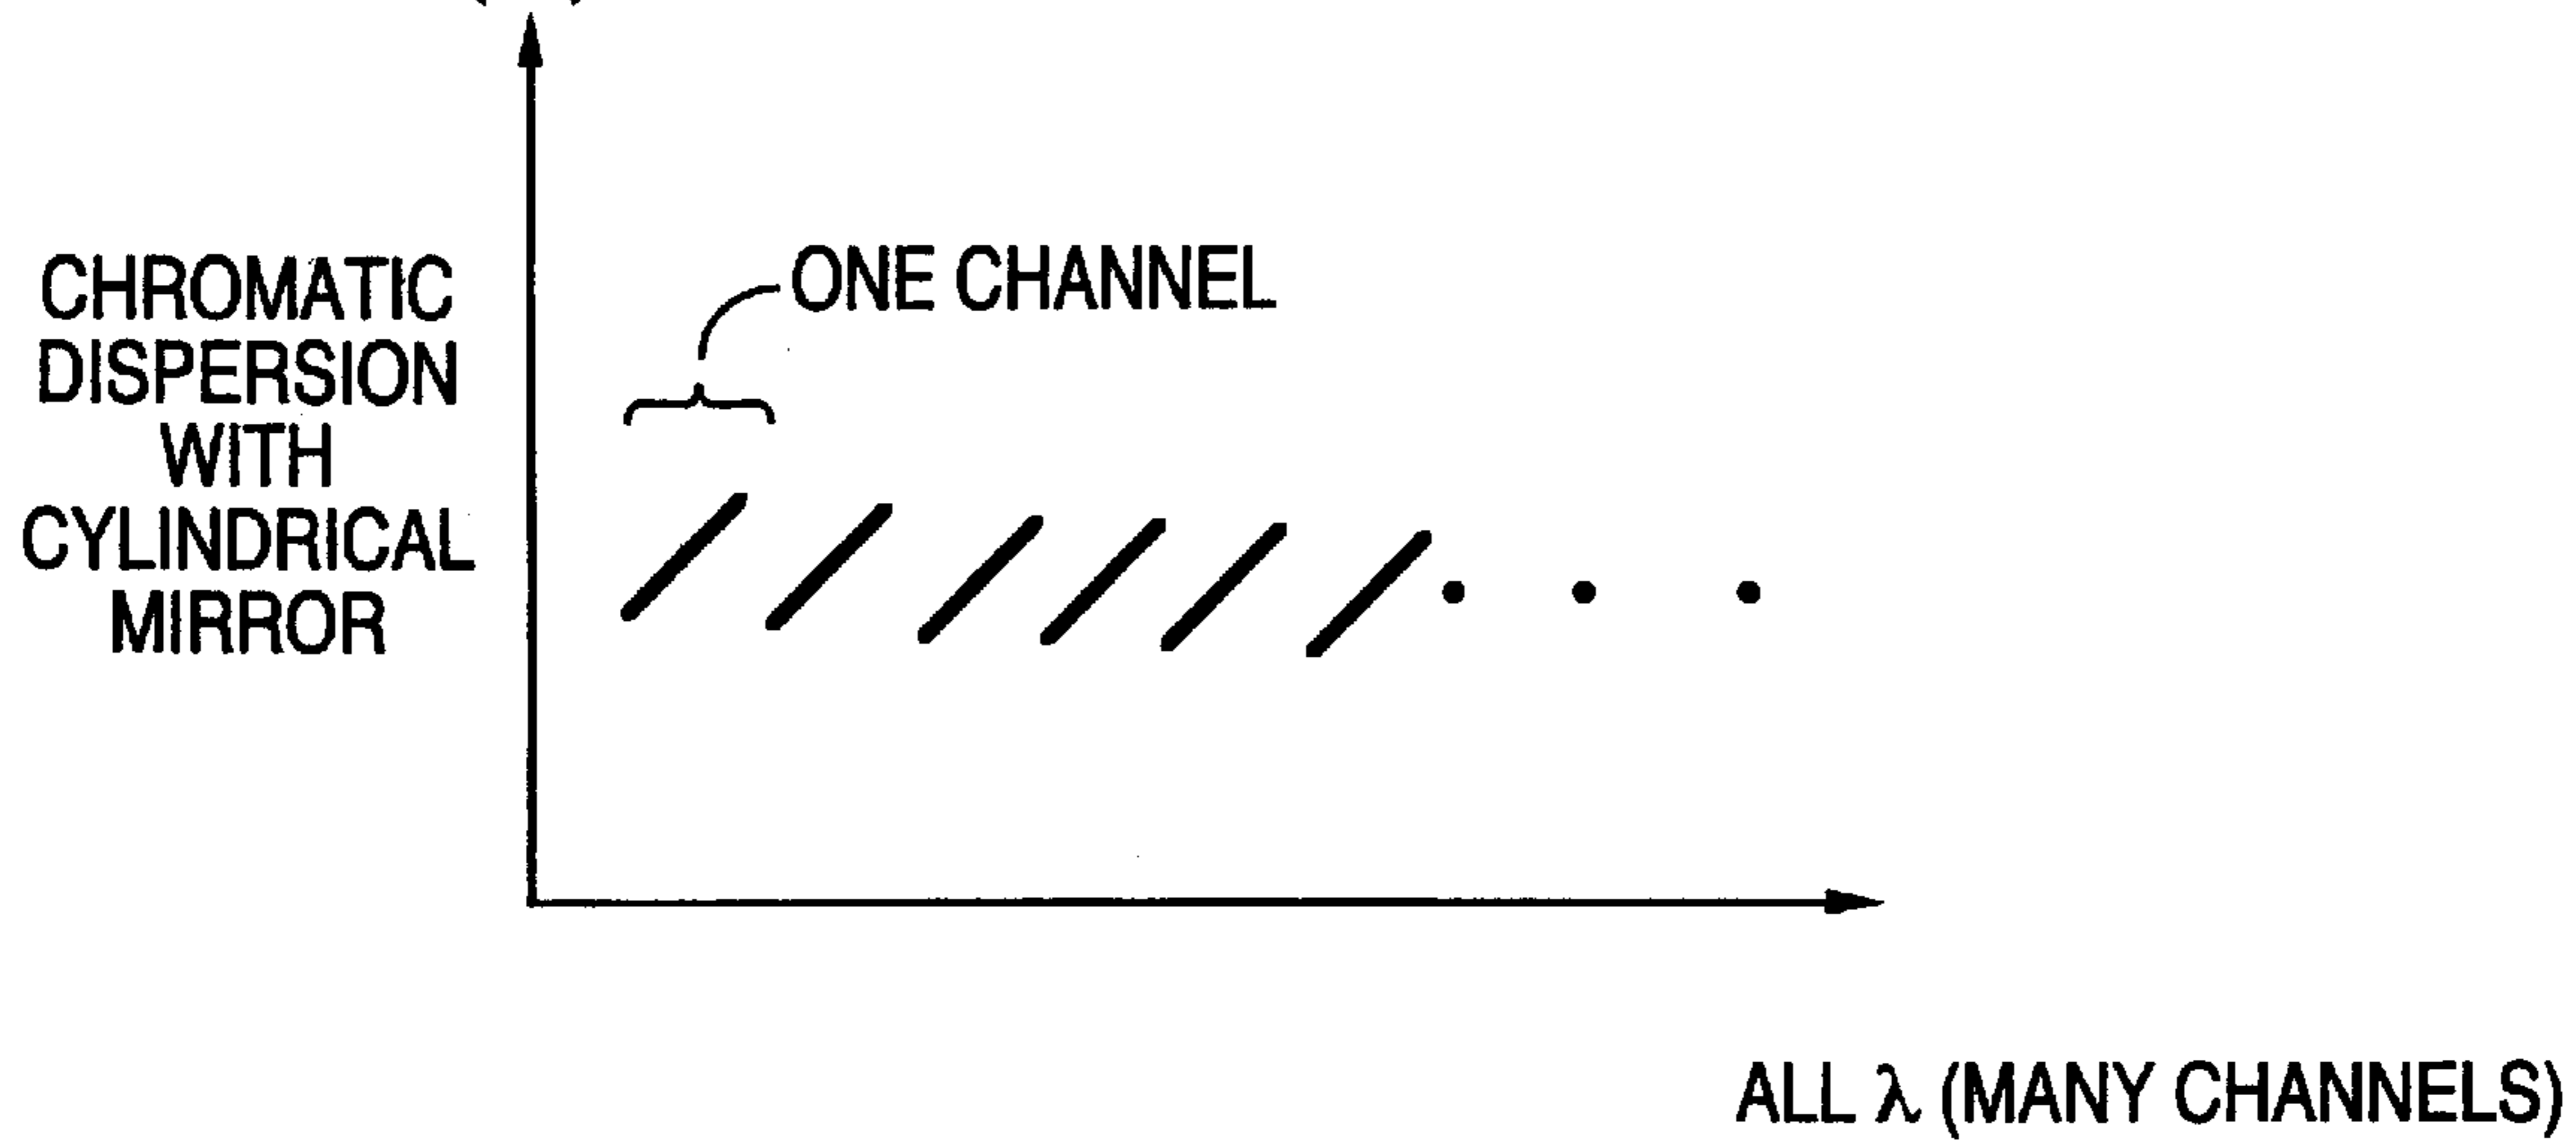 CHROMATIC
DISPERSION
WITH
CYLINDRICAL
MIRROR
ONE CHANNEL
ALL λ (MANY CHANNELS)